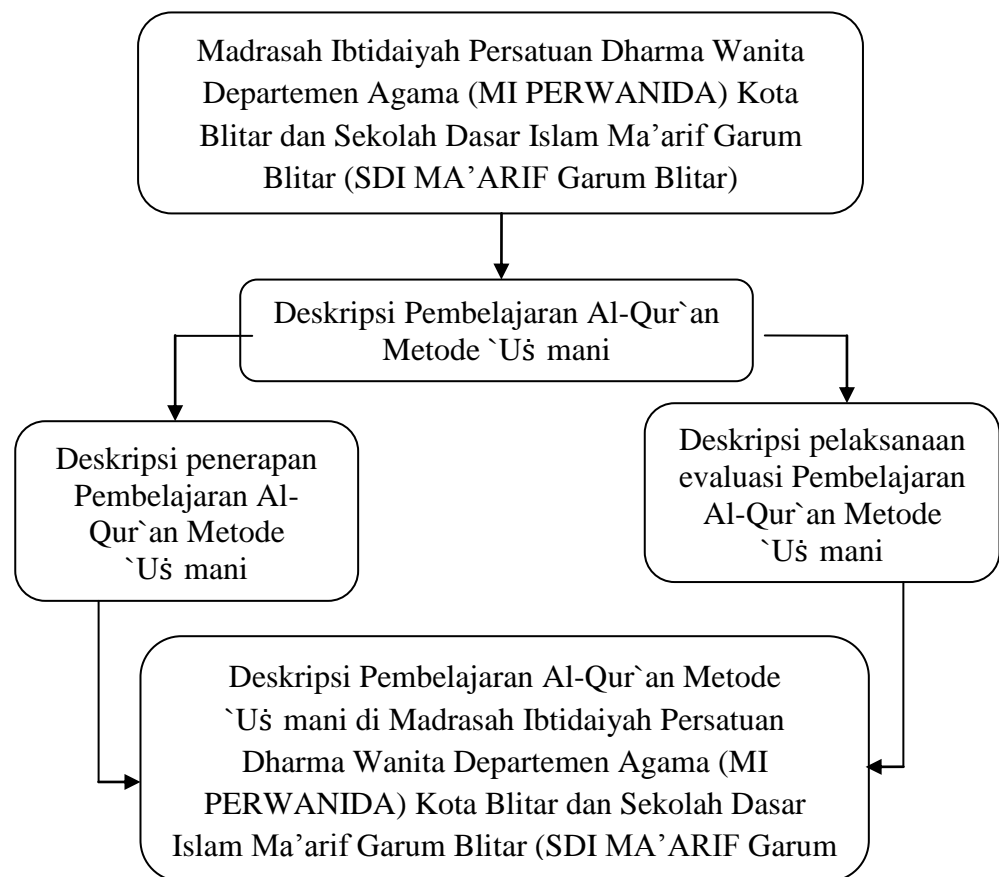 Madrasah Ibtidaiyah Persatuan Dharma Wanita
Departemen Agama (MI PERWANIDA) Kota
Blitar dan Sekolah Dasar Islam Ma’arif Garum
Blitar (SDI MA’ARIF Garum Blitar)
Deskripsi Pembelajaran Al-Qur`an
Metode `Uṡ mani
Deskripsi penerapan
Pembelajaran Al-
Qur`an Metode
`Uṡ mani
Deskripsi pelaksanaan
evaluasi Pembelajaran
Al-Qur`an Metode
`Uṡ mani
Deskripsi Pembelajaran Al-Qur`an Metode
`Uṡ mani di Madrasah Ibtidaiyah Persatuan
Dharma Wanita Departemen Agama (MI
PERWANIDA) Kota Blitar dan Sekolah Dasar
Islam Ma’arif Garum Blitar (SDI MA’ARIF Garum